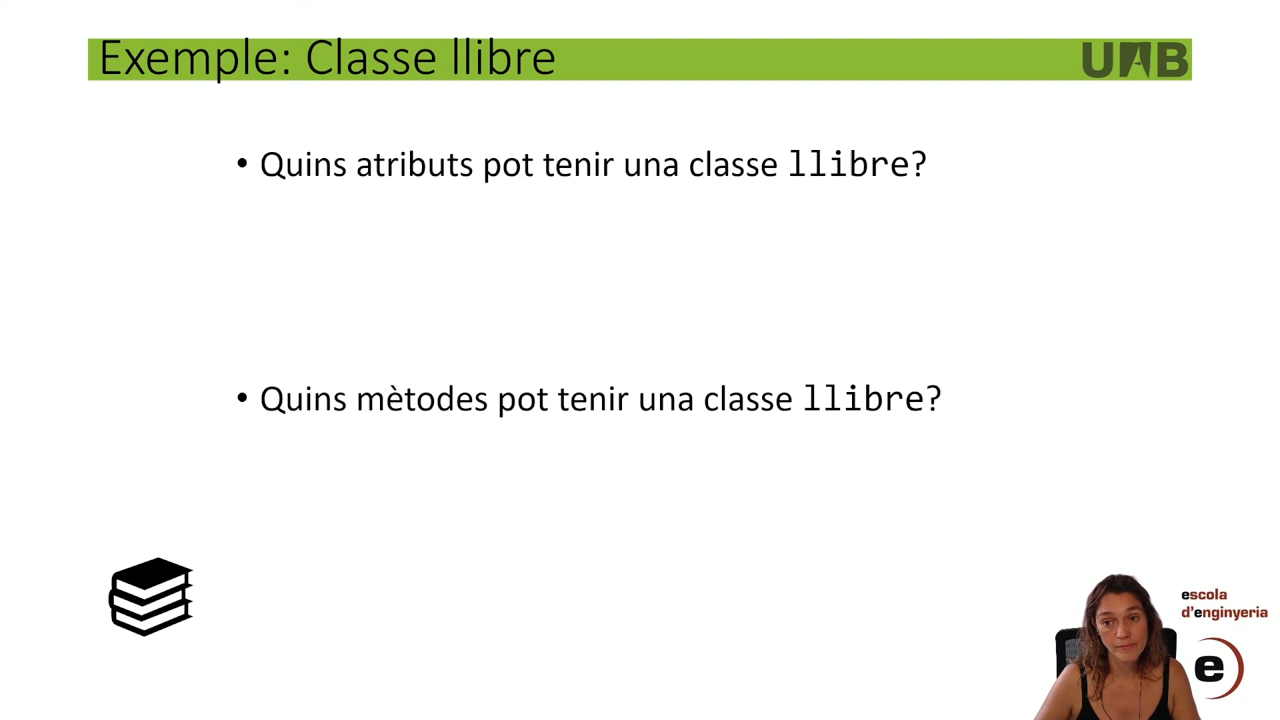 Exemple: Classe llibre
UAB
• Quins atributs pot tenir una classe llibre?
• Quins mètodes pot tenir una classe llibre?
escola
d'enginyeria
e